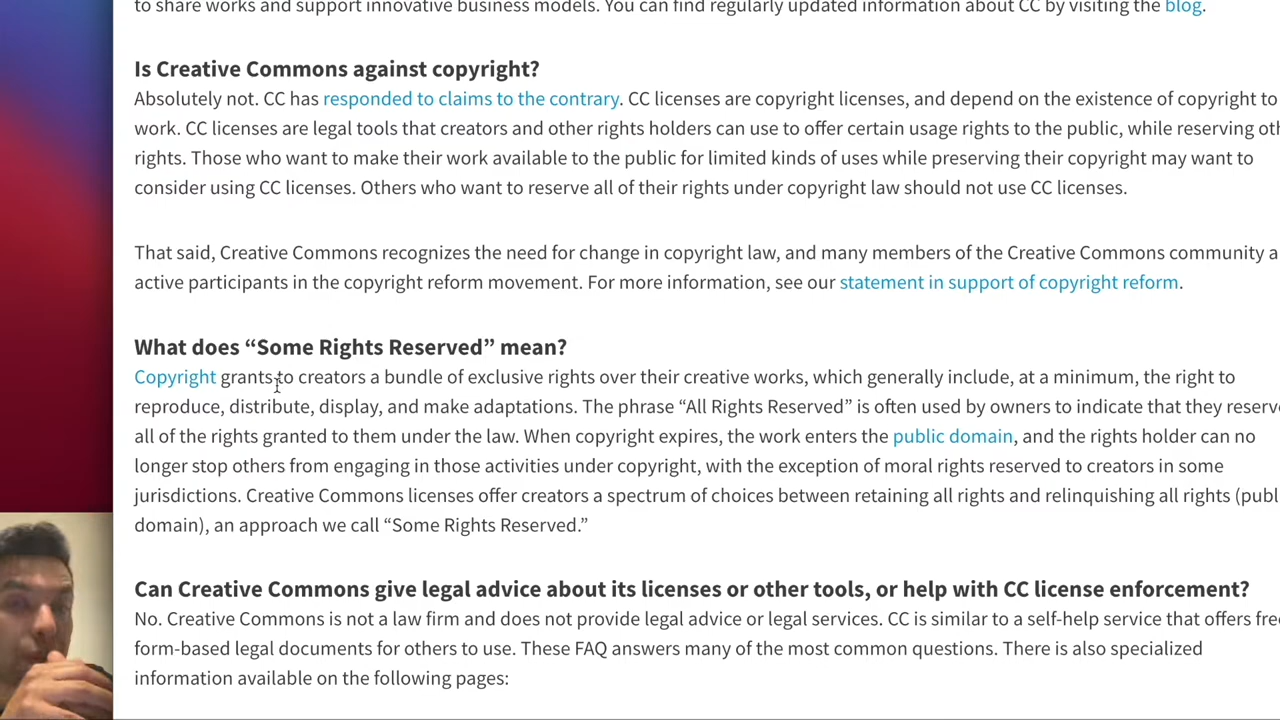 to share works and support innovative business models. You can find regularly updated information about CC by visiting the blog.
Is Creative Commons against copyright?
Absolutely not. CC has responded to claims to the contrary. CC licenses are copyright licenses, and depend on the existence of copyright to
work. CC licenses are legal tools that creators and other rights holders can use to offer certain usage rights to the public, while reserving
rights. Those who want to make their work available to the public for limited kinds of uses while preserving their copyright may want to
consider using CC licenses. Others who want to reserve all of their rights under copyright law should not use CC licenses.
That said, Creative Commons recognizes the need for change in copyright law, and many members of the Creative Commons community
active participants in the copyright reform movement. For more information, see our statement in support of copyright reform.
What does “Some Rights Reserved” mean?
Copyright grants to creators a bundle of exclusive rights over their creative works, which generally include, at a minimum, the right to
reproduce, distribute, display, and make adaptations. The phrase “All Rights Reserved” is often used by owners to indicate that they reserve
all of the rights granted to them under the law. When copyright expires, the work enters the public domain, and the rights holder can no
longer stop others from engaging in those activities under copyright, with the exception of moral rights reserved to creators in some
jurisdictions. Creative Commons licenses offer creators a spectrum of choices between retaining all rights and relinquishing all rights
domain), an approach we call “Some Rights Reserved.”
Can Creative Commons give legal advice about its licenses or other tools, or help with CC license enforcement?
No. Creative Commons is not a law firm and does not provide legal advice or legal services. CC is similar to a self-help service that offers
form-based legal documents for others to use. These FAQ answers many of the most common questions. There is also specialized
information available on the following pages: